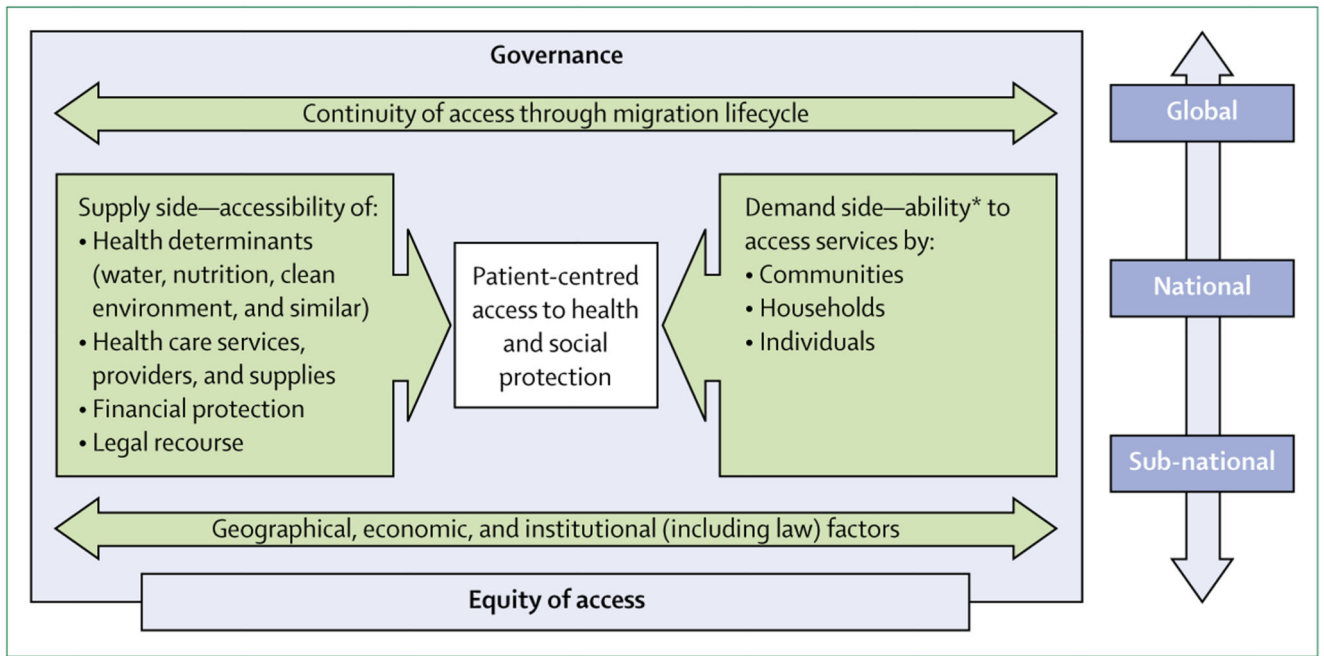 Governance
Continuity of access through migration lifecycle
Supply side—accessibility of:
• Health determinants
(water, nutrition, clean
environment, and similar)
• Health care services,
providers, and supplies
• Financial protection
• Legal recourse
Patient-centred
access to health
and social
protection
Demand side—ability* to
access services by:
• Communities
• Households
• Individuals
Geographical, economic, and institutional (including law) factors
Equity of access
Global
National
Sub-national